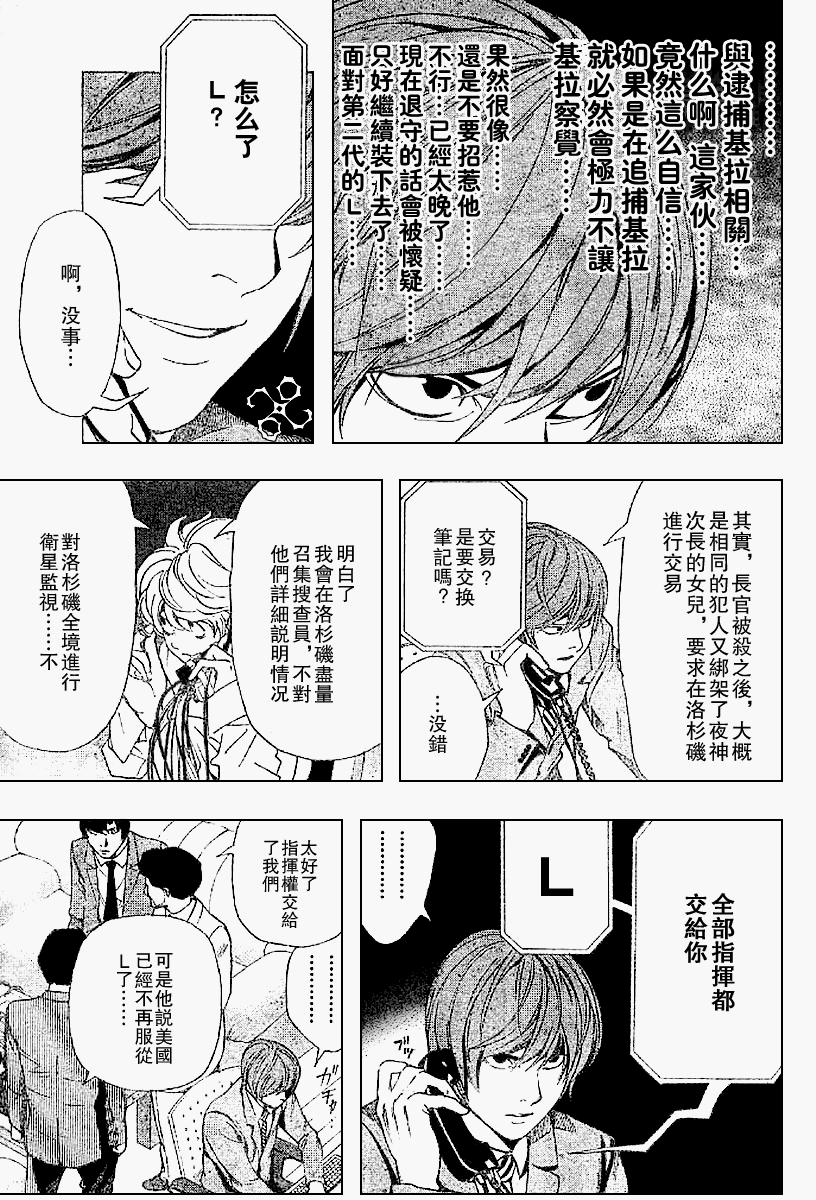 …………
與逮捕基拉相關…
什么啊 這家伙……
竟然這么自信……
如果是在追捕基拉
就必然會極力不讓
基拉察覺……
果然很像……
還是不要招惹他……
不行…已經太晚了……
現在退守的話會被懷疑……
只好繼續裝下去了……
面對第二代的L……
怎么了
L?
啊,
没事…
其實,長官被殺之後,大概
是相同的犯人又綁架了夜神
次長的女兒,要求在洛杉磯
進行交易
交易?
是要交換
筆記嗎?
…没錯
明白了
我會在洛杉磯盡量
召集搜查員,不對
他們詳細説明情况
對洛杉磯全境進行
衛星監視……不
全部指揮都
交給你
L
………
ブッ
太好了
指揮權交給
了我們
………
可是他説美國
已經不再服從
L了……
ガチャ